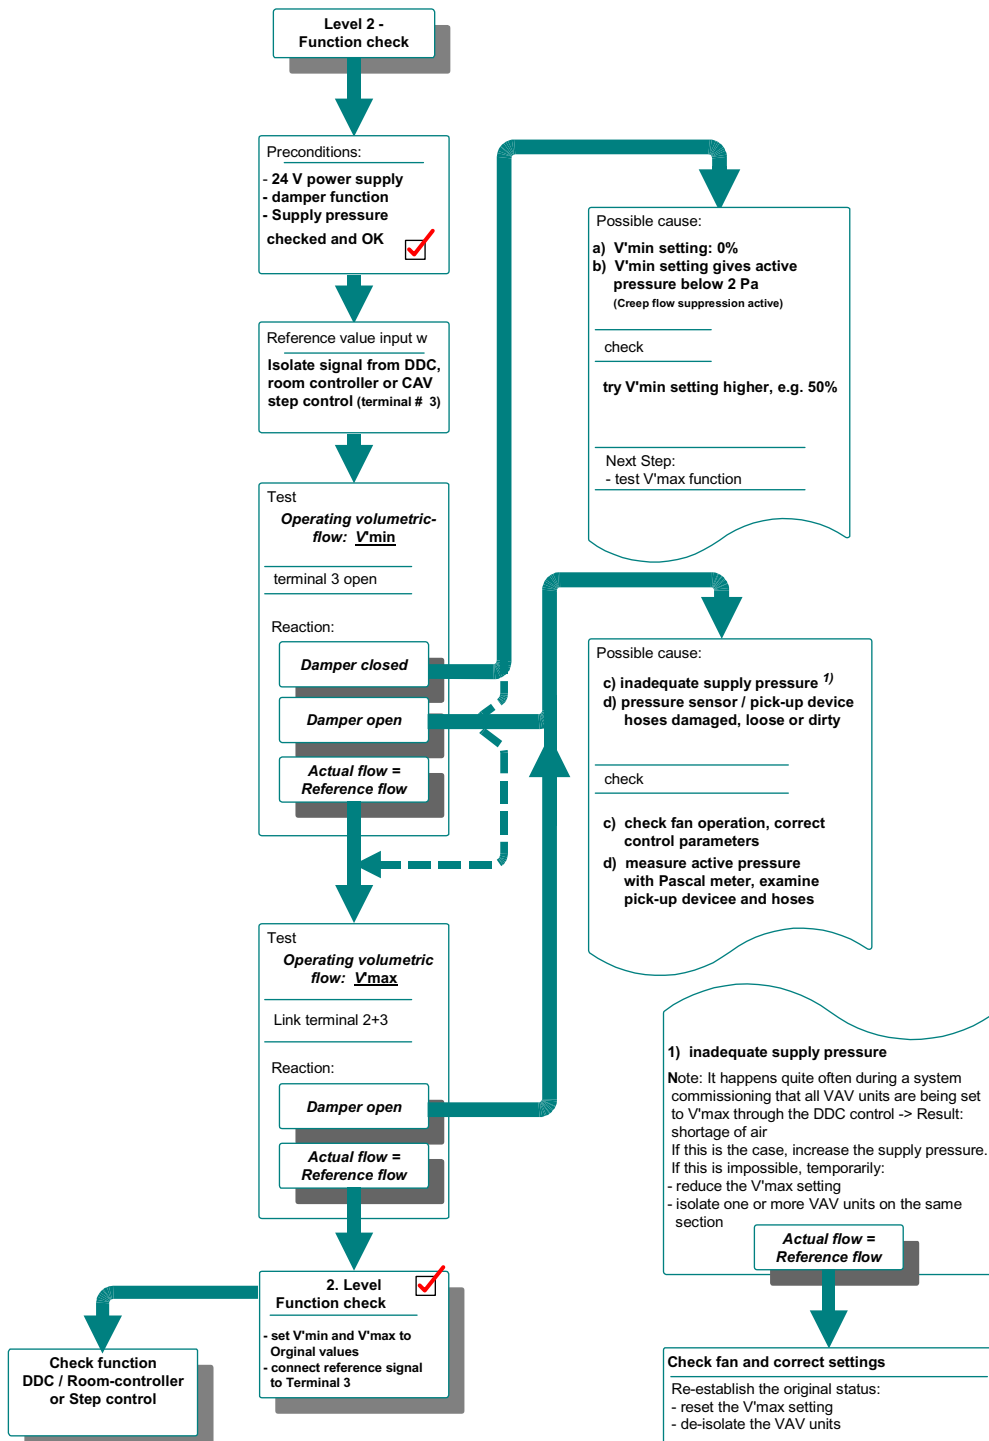 Level 2 -
Function check
Preconditions:
- 24 V power supply
- damper function
- Supply pressure
checked and OK
Reference value input w
Isolate signal from DDC,
room controller or CAV
step control (terminal # 3)
Test
Operating volumetric-
flow: V'min
terminal 3 open
Reaction:
Damper closed
Damper open
Actual flow =
Reference flow
Test
Operating volumetric
flow: V'max
Link terminal 2+3
Reaction:
Damper open
Actual flow =
Reference flow
2. Level
Function check
- set V'min and V'max to
Orginal values
- connect reference signal
to Terminal 3
Check function
DDC / Room-controller
or Step control
Possible cause:
a) V'min setting: 0%
b) V'min setting gives active
pressure below 2 Pa
(Creep flow suppression active)
check
try V'min setting higher, e.g. 50%
Next Step:
- test V'max function
Possible cause:
c) inadequate supply pressure 1)
d) pressure sensor / pick-up device
hoses damaged, loose or dirty
check
c) check fan operation, correct
control parameters
d) measure active pressure
with Pascal meter, examine
pick-up devicee and hoses
1) inadequate supply pressure
Note: It happens quite often during a system
commissioning that all VAV units are being set
to V'max through the DDC control -> Result:
shortage of air
If this is the case, increase the supply pressure.
If this is impossible, temporarily:
- reduce the V'max setting
- isolate one or more VAV units on the same
section
Actual flow =
Reference flow
Check fan and correct settings
Re-establish the original status:
- reset the V'max setting
- de-isolate the VAV units